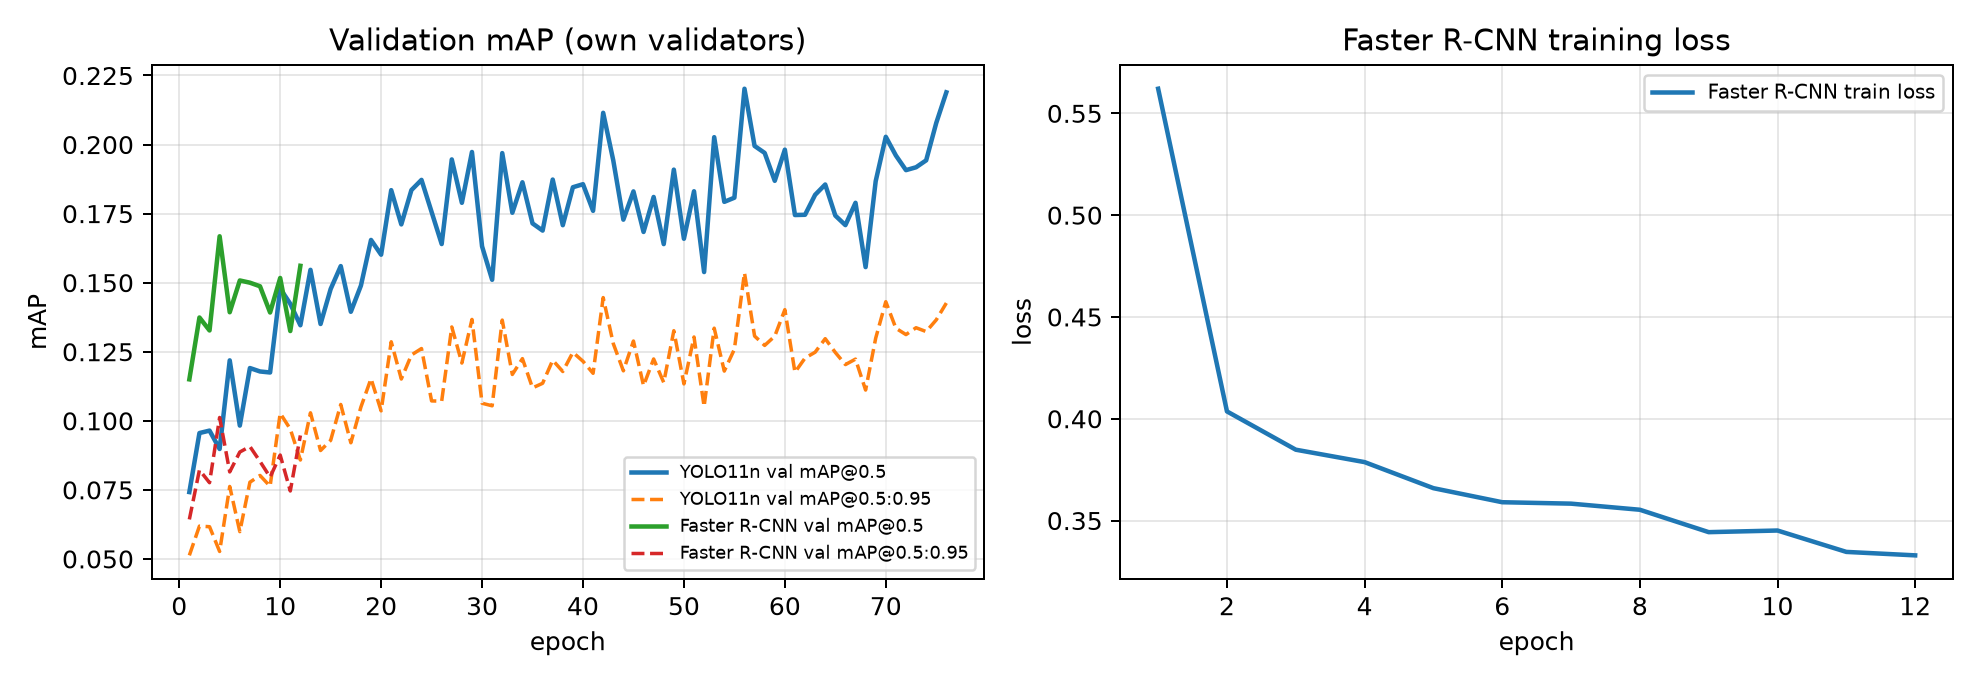 Validation mAP (own validators)
0.225
0.200
0.175
0.150
0.125
0.100
0.075
0.050
mAP
0 10 20 30 40 50 60 70
epoch
YOLO11n val mAP@0.5
YOLO11n val mAP@0.5:0.95
Faster R-CNN val mAP@0.5
Faster R-CNN val mAP@0.5:0.95
Faster R-CNN training loss
Faster R-CNN train loss
0.55
0.50
0.45
0.40
0.35
loss
2 4 6 8 10 12
epoch